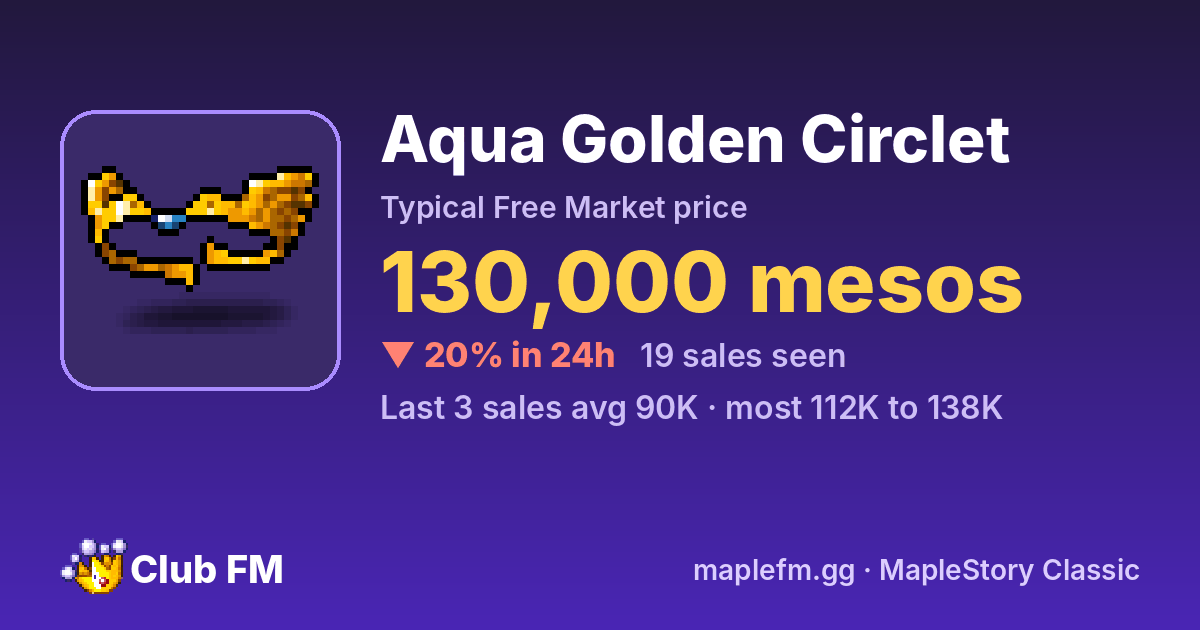 Aqua Golden Circlet
Typical Free Market price
130,000 mesos
▼ 20% in 24h 19 sales seen
Last 3 sales avg 90K · most 112K to 138K
Club FM
maplefm.gg · MapleStory Classic